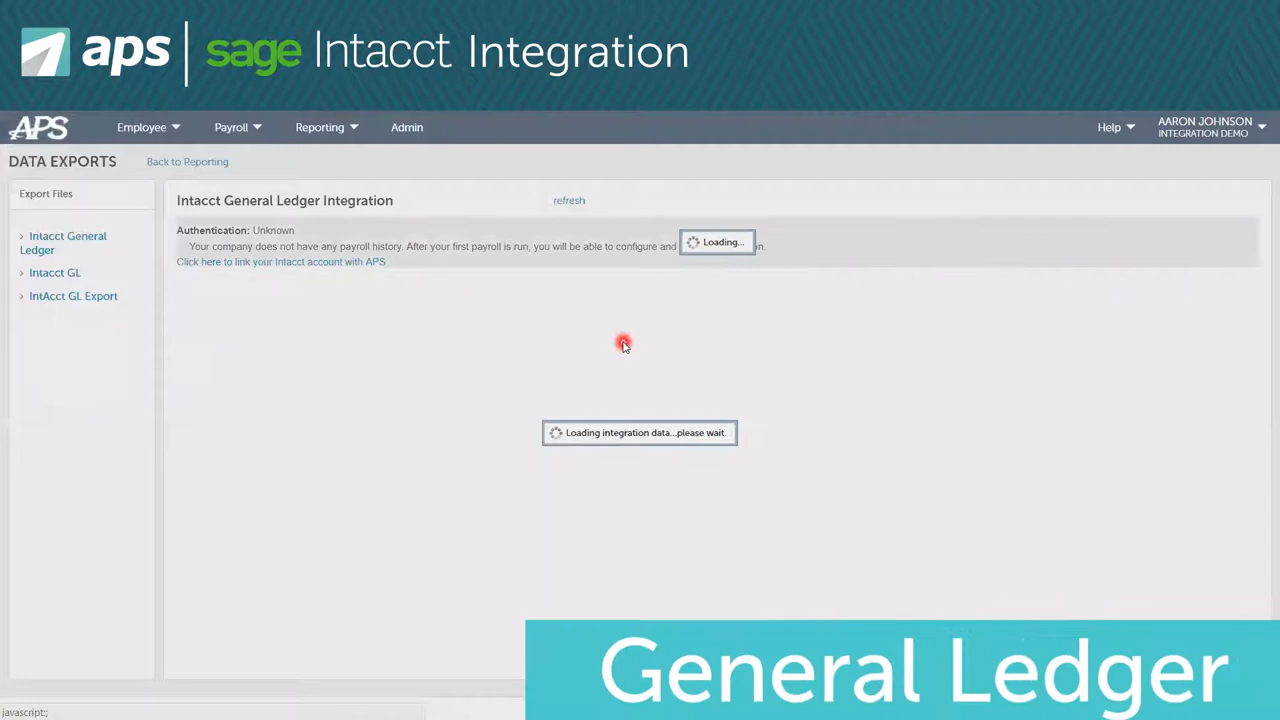 aps | sage Intacct Integration
APS Employee Payroll Reporting Admin Help AARON JOHNSON
INTEGRATION DEMO
DATA EXPORTS Back to Reporting
Export Files
Intacct General Ledger
Intacct GL
IntAcct GL Export
Intacct General Ledger Integration refresh
Authentication: Unknown
Your company does not have any payroll history. After your first payroll is run, you will be able to configure and
Loading...
Click here to link your Intacct account with APS
Loading integration data...please wait.
General Ledger
javascript:;